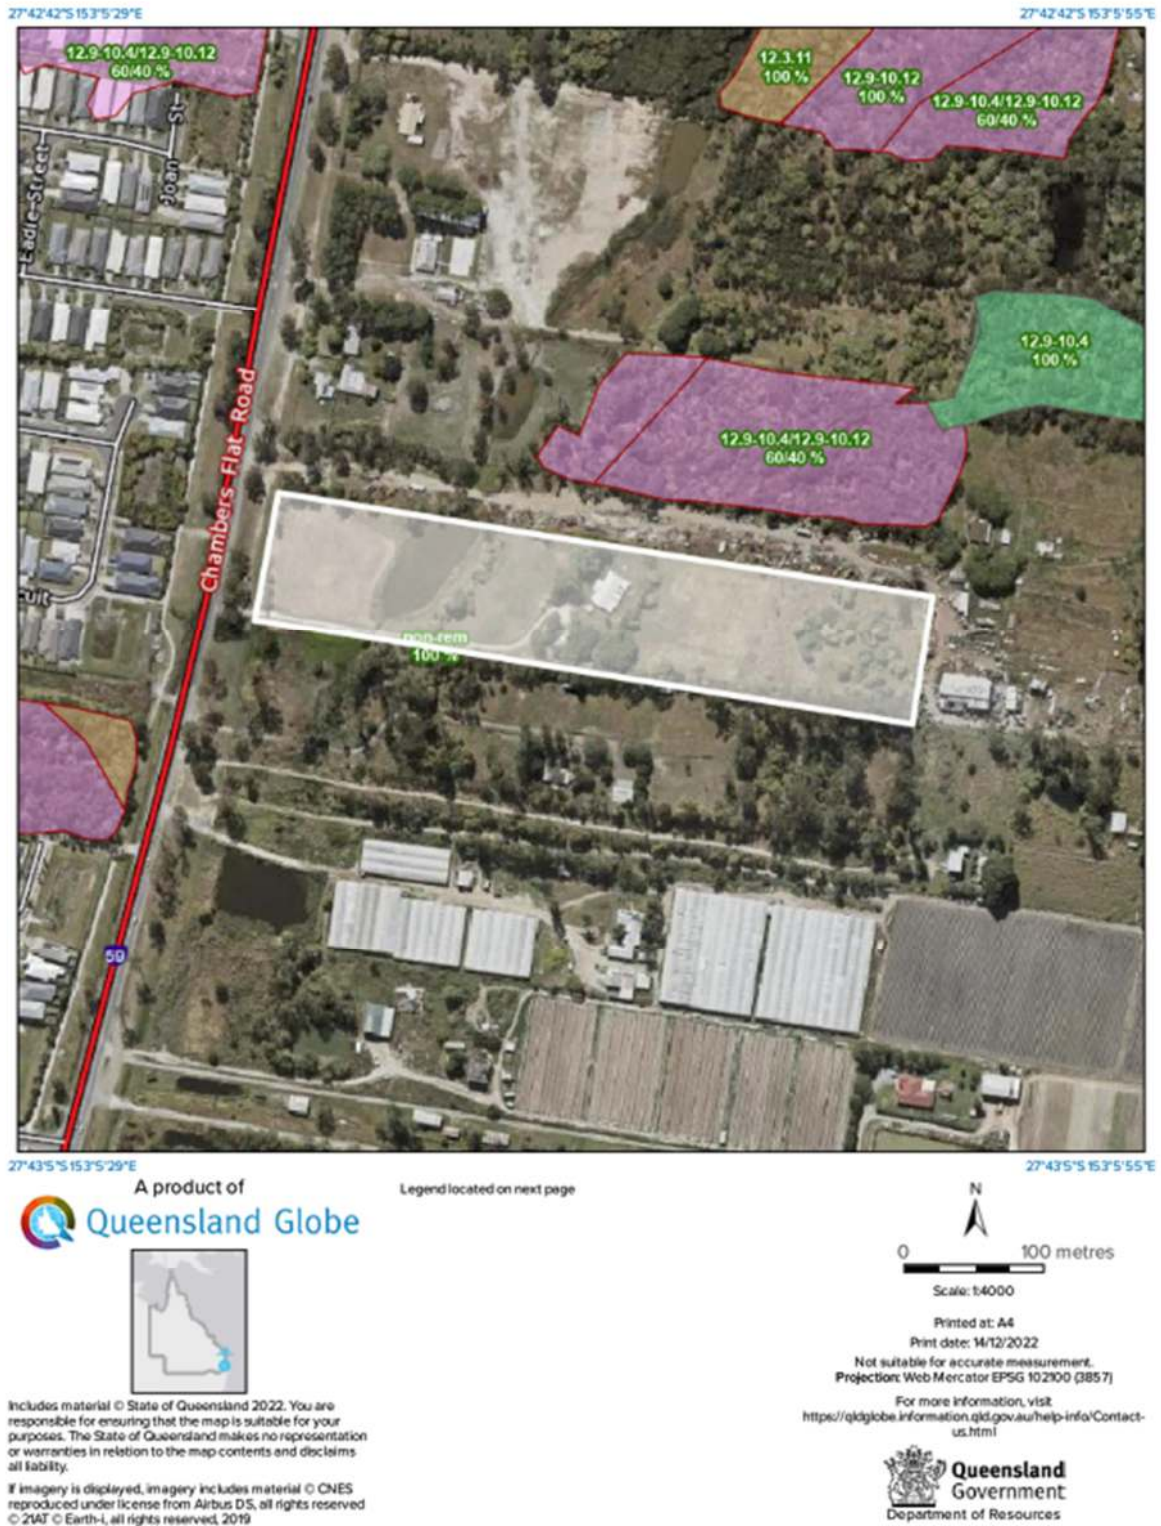 27°42'42"S 153°5'29"E
27°42'42"S 153°5'55"E
12.9-10.4/12.9-10.12
60/40 %
12.3.11
100 %
12.9-10.12
100 %
12.9-10.4/12.9-10.12
60/40 %
Joan St
Eadie Street
12.9-10.4
100 %
12.9-10.4/12.9-10.12
60/40 %
Chambers Flat Road
uit
non-rem
100 %
59
27°43'5"S 153°5'29"E
27°43'5"S 153°5'55"E
A product of
Queensland Globe
Legend located on next page
N
0 100 metres
Scale: 1:4000
Printed at: A4
Print date: 14/12/2022
Not suitable for accurate measurement.
Projection: Web Mercator EPSG 102100 (3857)
For more information, visit
https://qldglobe.information.qld.gov.au/help-info/Contact-
us.html
Includes material © State of Queensland 2022. You are
responsible for ensuring that the map is suitable for your
purposes. The State of Queensland makes no representation
or warranties in relation to the map contents and disclaims
all liability.
If imagery is displayed, imagery includes material © CNES
reproduced under license from Airbus DS, all rights reserved
© 21AT © Earth-i, all rights reserved, 2019
Queensland
Government
Department of Resources